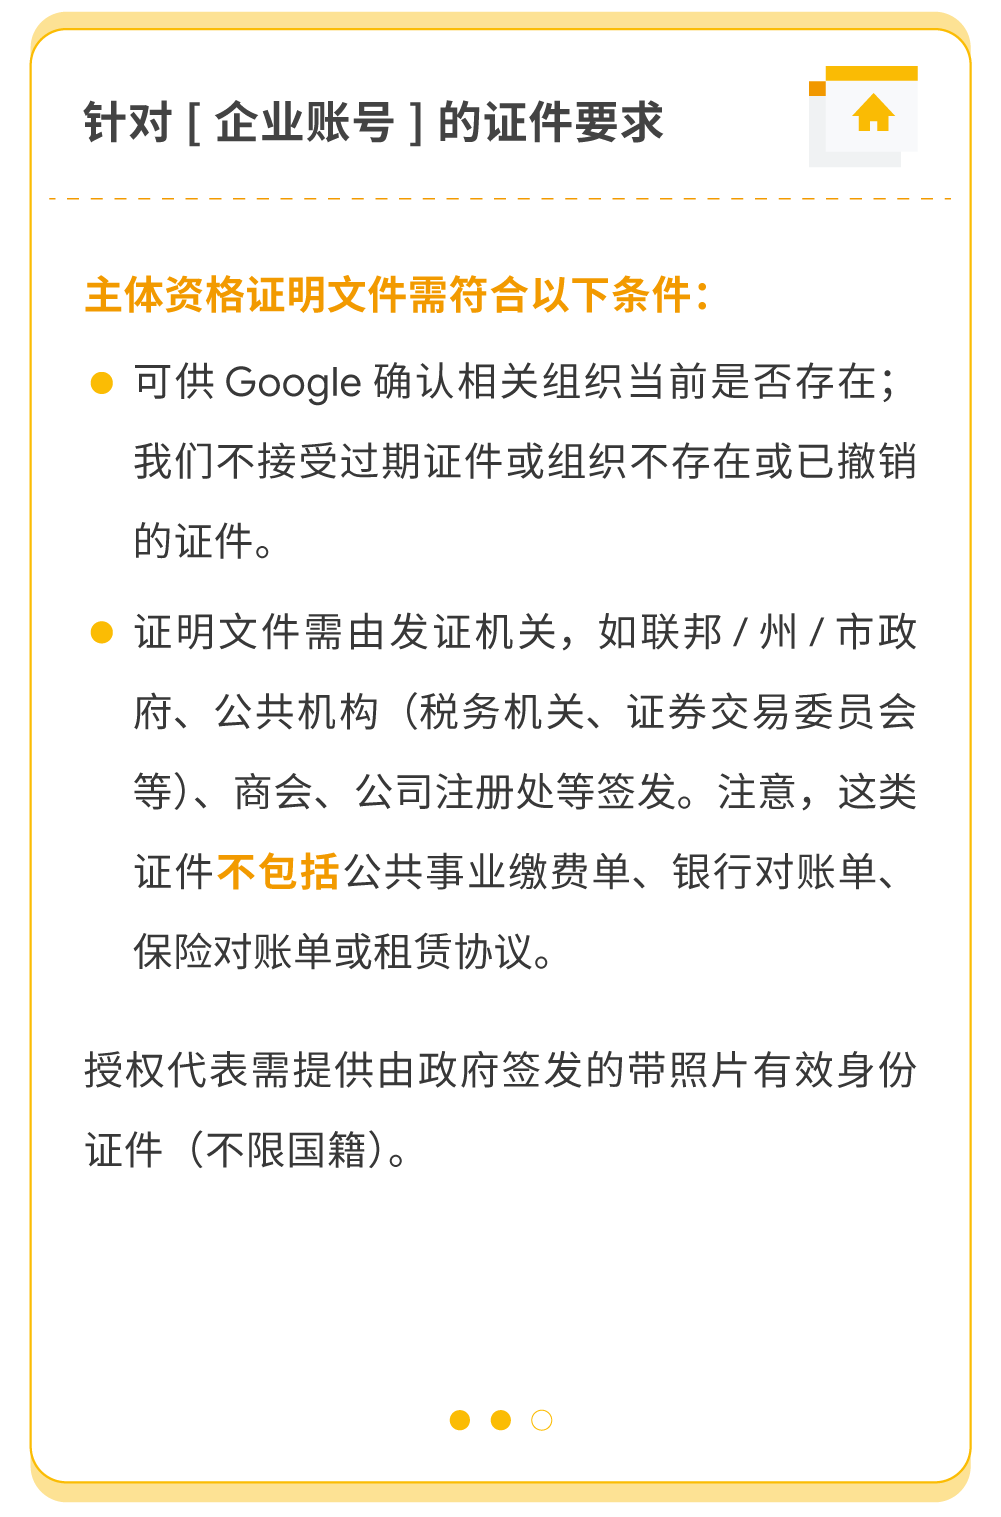 针对 [ 企业账号 ] 的证件要求
主体资格证明文件需符合以下条件：
可供 Google 确认相关组织当前是否存在；
我们不接受过期证件或组织不存在或已撤销
的证件。
证明文件需由发证机关，如联邦 / 州 / 市政
府、公共机构（税务机关、证券交易委员会
等）、商会、公司注册处等签发。注意，这类
证件不包括公共事业缴费单、银行对账单、
保险对账单或租赁协议。
授权代表需提供由政府签发的带照片有效身份
证件（不限国籍）。